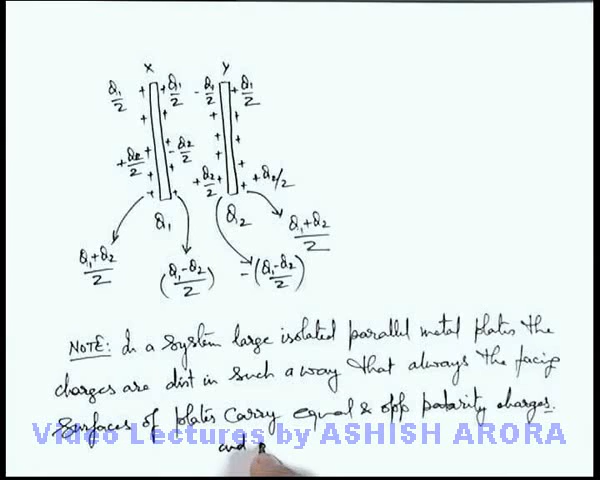 X Y
Q₁/2 + + Q₁/2 - Q₁/2 + Q₁/2
+Q₂/2 - Q₂/2 + Q₂/2 + Q₂/2
Q₁ Q₂
Q₁+Q₂/2 (Q₁-Q₂/2) -(Q₁-Q₂/2) Q₁+Q₂/2
NOTE: In a system large isolated parallel metal plates the
charges are dist in such a way that always the facing
surfaces of plates carry equal & opp polarity charges.
Video Lectures by ASHISH ARORA
and